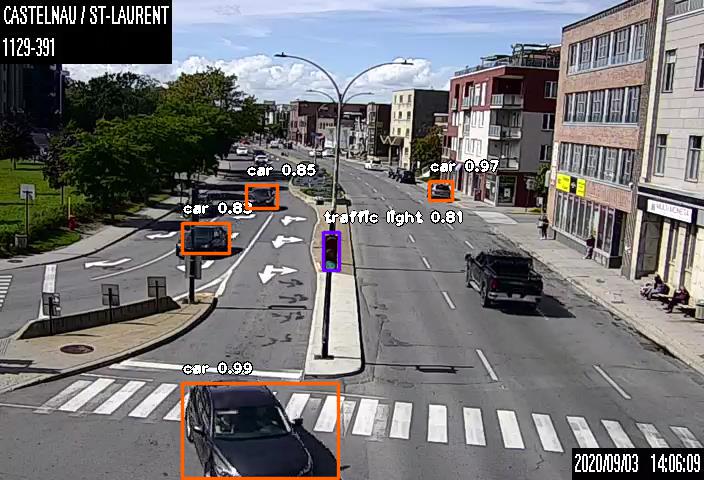 CASTELNAU / ST-LAURENT
1129-391
car 0.85
car 0.97
car 0.83
traffic light 0.81
car 0.99
2020/09/03 14:06:09